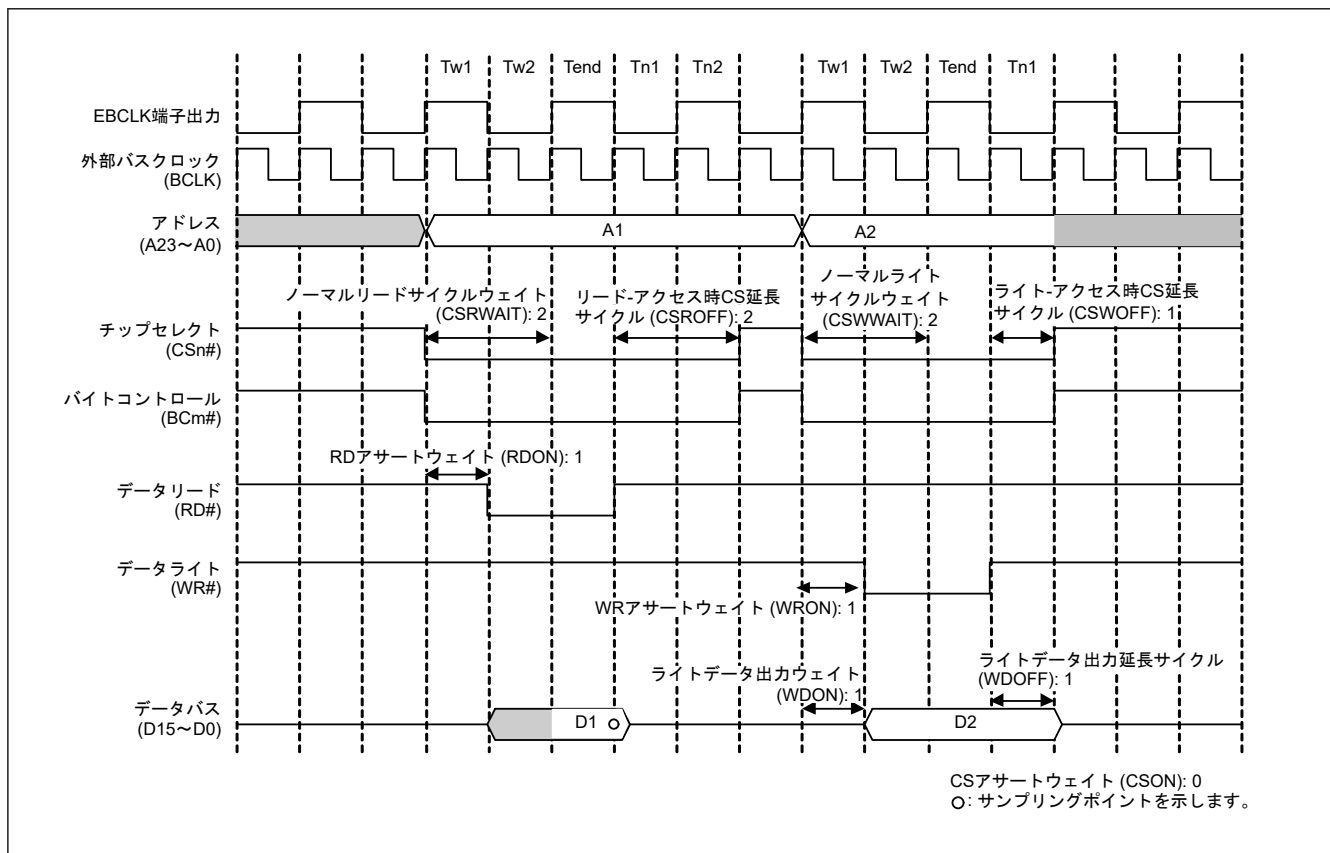 Tw1 Tw2 Tend Tn1 Tn2 Tw1 Tw2 Tend Tn1
EBCLK端子出力
外部バスクロック
(BCLK)
アドレス
(A23～A0)
A1
A2
ノーマルリードサイクルウェイト
(CSRWAIT): 2
リード-アクセス時CS延長
サイクル (CSROFF): 2
ノーマルライト
サイクルウェイト
(CSWWAIT): 2
ライト-アクセス時CS延長
サイクル (CSWOFF): 1
チップセレクト
(CSn#)
バイトコントロール
(BCm#)
RDアサートウェイト (RDON): 1
データリード
(RD#)
データライト
(WR#)
WRアサートウェイト (WRON): 1
ライトデータ出力ウェイト
(WDON): 1
ライトデータ出力延長サイクル
(WDOFF): 1
データバス
(D15～D0)
D1
D2
CSアサートウェイト (CSON): 0
: サンプリングポイントを示します。